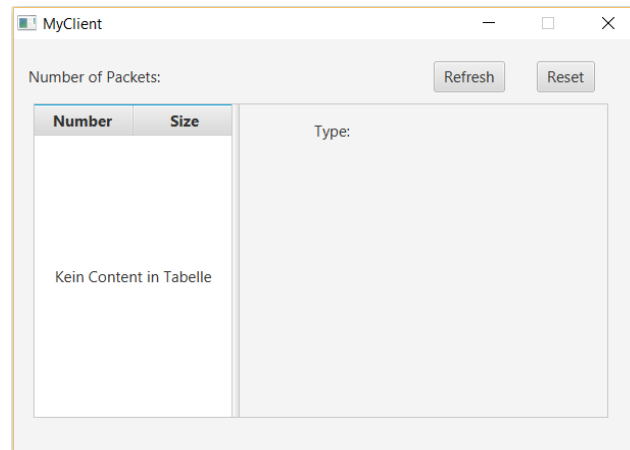 MyClient
Number of Packets:
Refresh
Reset
Number
Size
Type:
Kein Content in Tabelle